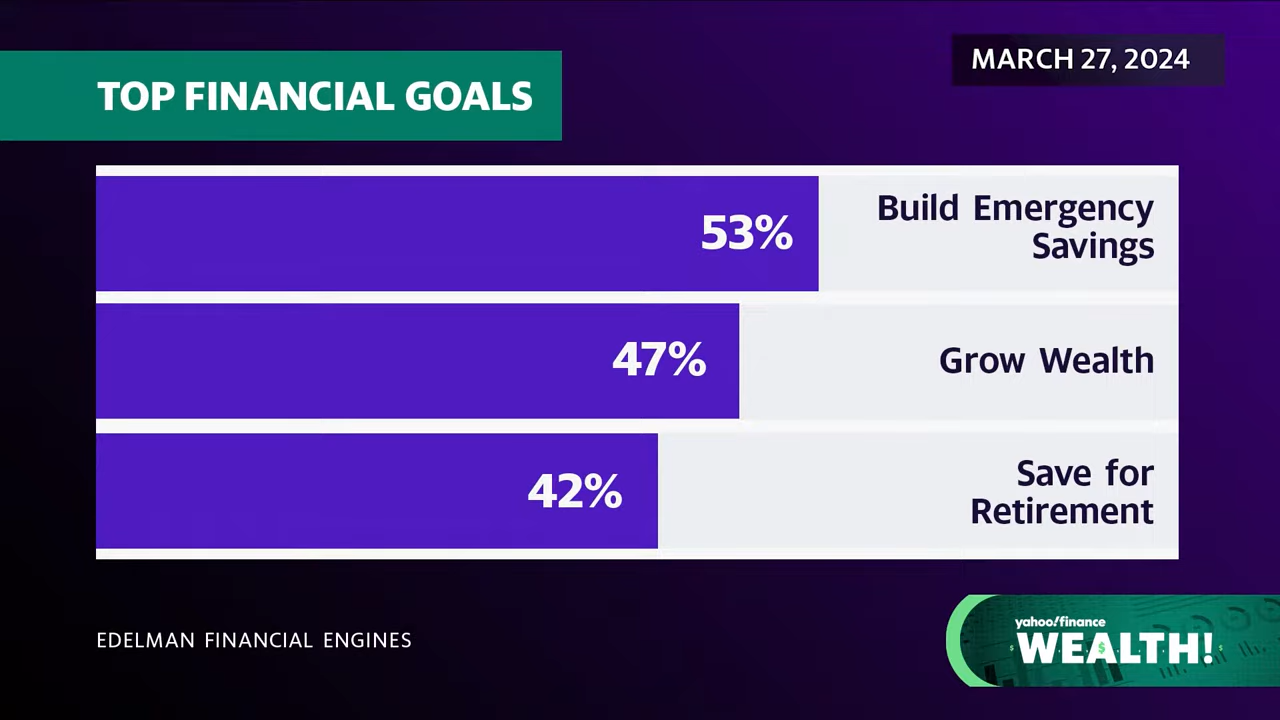 MARCH 27, 2024
TOP FINANCIAL GOALS
53%
Build Emergency
Savings
47%
Grow Wealth
42%
Save for
Retirement
EDELMAN FINANCIAL ENGINES
yahoo!finance
WEALTH!